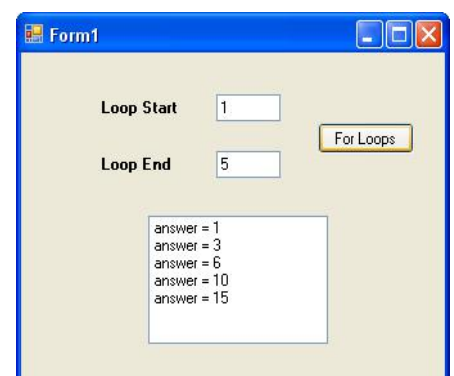 Form1
Loop Start 1
For Loops
Loop End 5
answer = 1
answer = 3
answer = 6
answer = 10
answer = 15